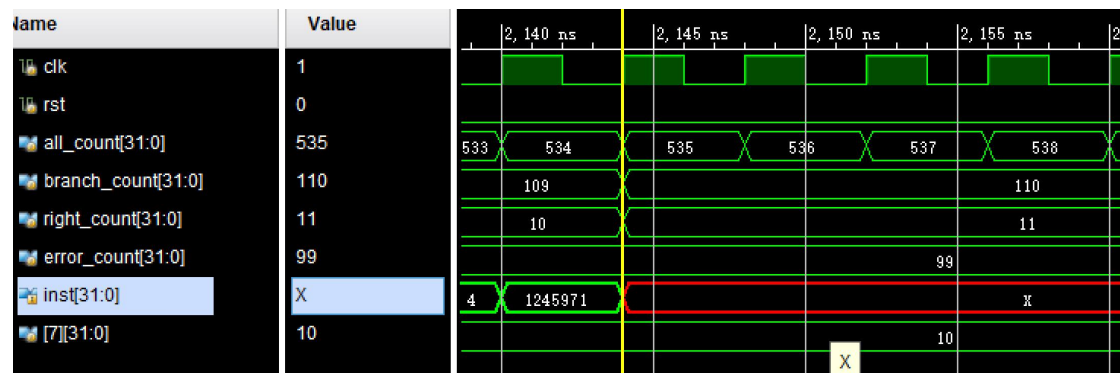 Name Value
2,140 ns 2,145 ns 2,150 ns 2,155 ns 2
clk 1
rst 0
all_count[31:0] 535 533 534 535 536 537 538
branch_count[31:0] 110 109 110
right_count[31:0] 11 10 11
error_count[31:0] 99 99
inst[31:0] X 4 1245971 X
[7][31:0] 10 10
X